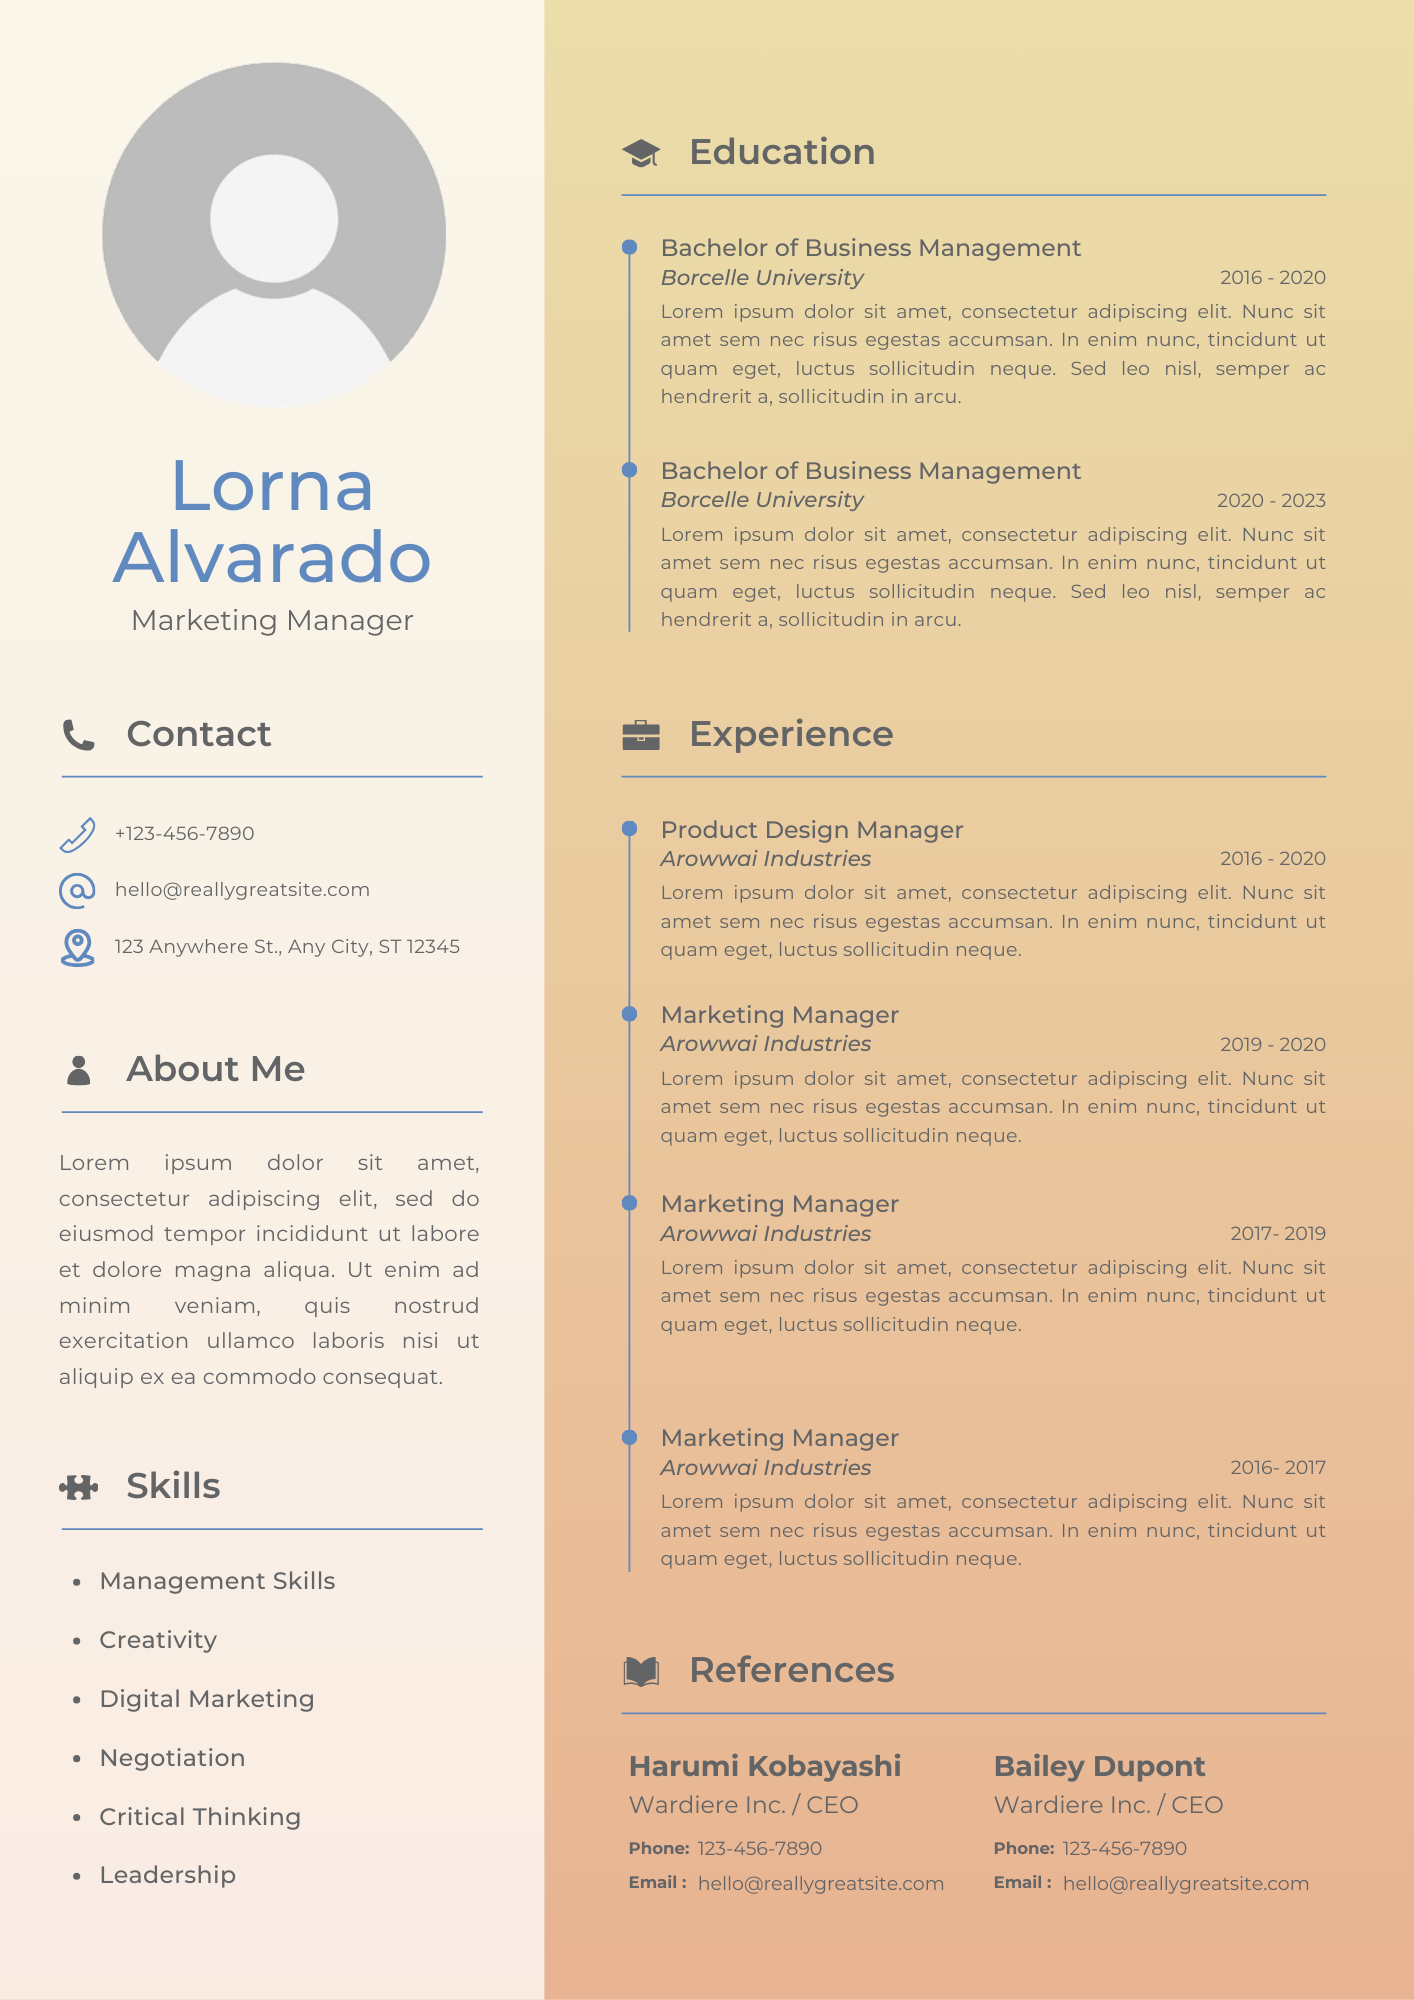 Lorna
Alvarado
Marketing Manager
Contact
+123-456-7890
hello@reallygreatsite.com
123 Anywhere St., Any City, ST 12345
About Me
Lorem ipsum dolor sit amet,
consectetur adipiscing elit, sed do
eiusmod tempor incididunt ut labore
et dolore magna aliqua. Ut enim ad
minim veniam, quis nostrud
exercitation ullamco laboris nisi ut
aliquip ex ea commodo consequat.
Skills
• Management Skills
• Creativity
• Digital Marketing
• Negotiation
• Critical Thinking
• Leadership
Education
Bachelor of Business Management
Borcelle University 2016 - 2020
Lorem ipsum dolor sit amet, consectetur adipiscing elit. Nunc sit
amet sem nec risus egestas accumsan. In enim nunc, tincidunt ut
quam eget, luctus sollicitudin neque. Sed leo nisl, semper ac
hendrerit a, sollicitudin in arcu.
Bachelor of Business Management
Borcelle University 2020 - 2023
Lorem ipsum dolor sit amet, consectetur adipiscing elit. Nunc sit
amet sem nec risus egestas accumsan. In enim nunc, tincidunt ut
quam eget, luctus sollicitudin neque. Sed leo nisl, semper ac
hendrerit a, sollicitudin in arcu.
Experience
Product Design Manager
Arowwai Industries 2016 - 2020
Lorem ipsum dolor sit amet, consectetur adipiscing elit. Nunc sit
amet sem nec risus egestas accumsan. In enim nunc, tincidunt ut
quam eget, luctus sollicitudin neque.
Marketing Manager
Arowwai Industries 2019 - 2020
Lorem ipsum dolor sit amet, consectetur adipiscing elit. Nunc sit
amet sem nec risus egestas accumsan. In enim nunc, tincidunt ut
quam eget, luctus sollicitudin neque.
Marketing Manager
Arowwai Industries 2017- 2019
Lorem ipsum dolor sit amet, consectetur adipiscing elit. Nunc sit
amet sem nec risus egestas accumsan. In enim nunc, tincidunt ut
quam eget, luctus sollicitudin neque.
Marketing Manager
Arowwai Industries 2016- 2017
Lorem ipsum dolor sit amet, consectetur adipiscing elit. Nunc sit
amet sem nec risus egestas accumsan. In enim nunc, tincidunt ut
quam eget, luctus sollicitudin neque.
References
Harumi Kobayashi
Wardiere Inc. / CEO
Phone: 123-456-7890
Email : hello@reallygreatsite.com
Bailey Dupont
Wardiere Inc. / CEO
Phone: 123-456-7890
Email : hello@reallygreatsite.com